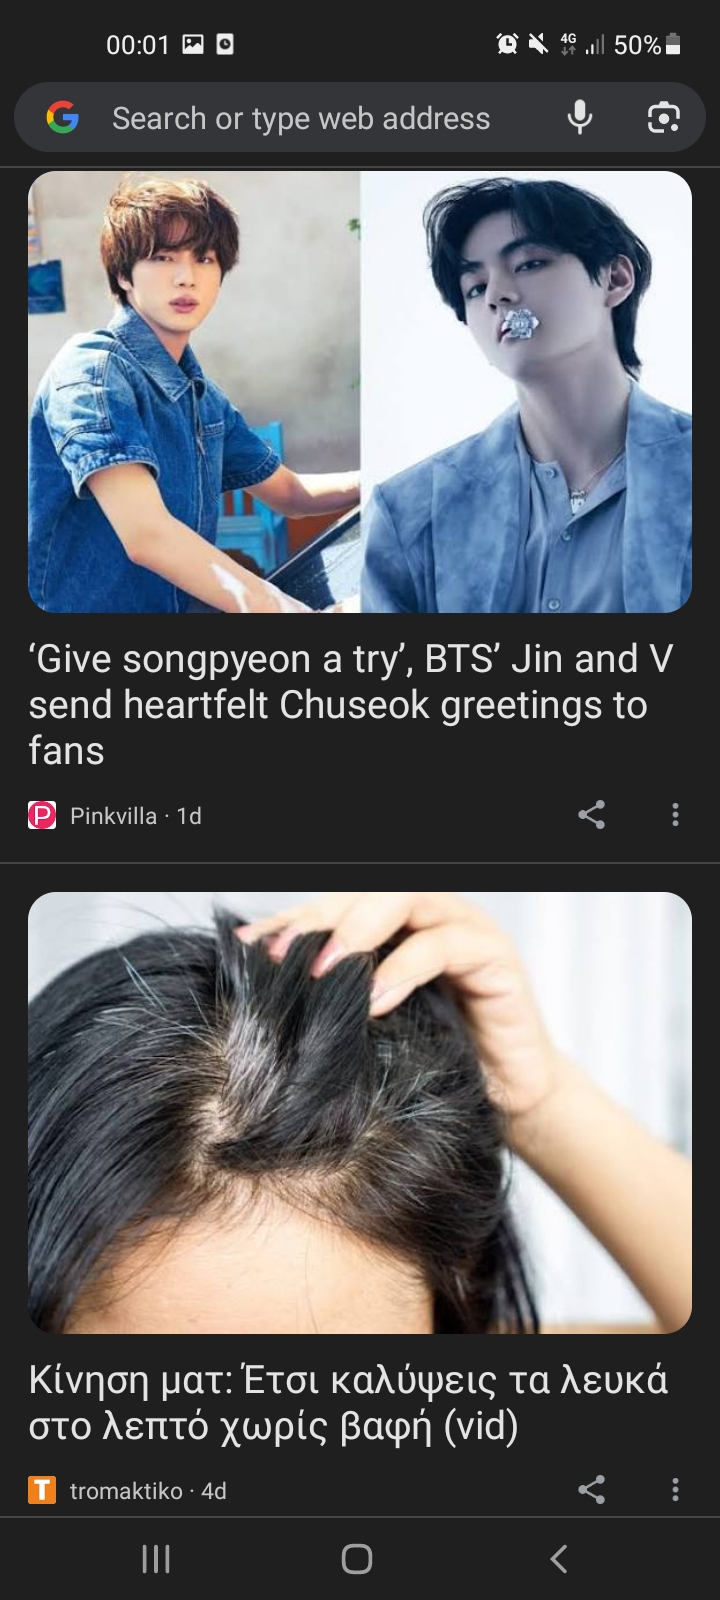 00:01 4G 50%
Search or type web address
‘Give songpyeon a try’, BTS’ Jin and V
send heartfelt Chuseok greetings to
fans
P Pinkvilla · 1d
Κίνηση ματ: Έτσι καλύψεις τα λευκά
στο λεπτό χωρίς βαφή (vid)
T tromaktiko · 4d